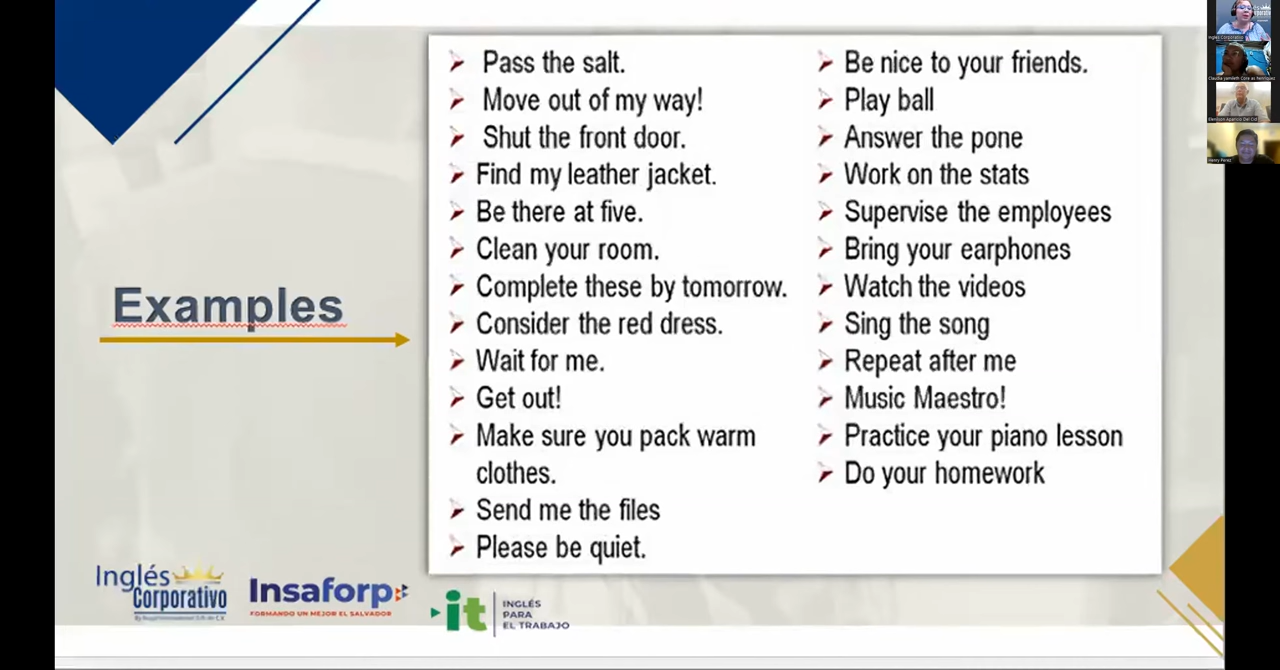 Examples
Pass the salt.
Move out of my way!
Shut the front door.
Find my leather jacket.
Be there at five.
Clean your room.
Complete these by tomorrow.
Consider the red dress.
Wait for me.
Get out!
Make sure you pack warm
clothes.
Send me the files
Please be quiet.
Be nice to your friends.
Play ball
Answer the pone
Work on the stats
Supervise the employees
Bring your earphones
Watch the videos
Sing the song
Repeat after me
Music Maestro!
Practice your piano lesson
Do your homework
Inglés
Corporativo
Insaforp
FORMANDO UN MEJOR EL SALVADOR
it
INGLÉS
PARA
EL TRABAJO
Inglés Corporativo
Henry Perez